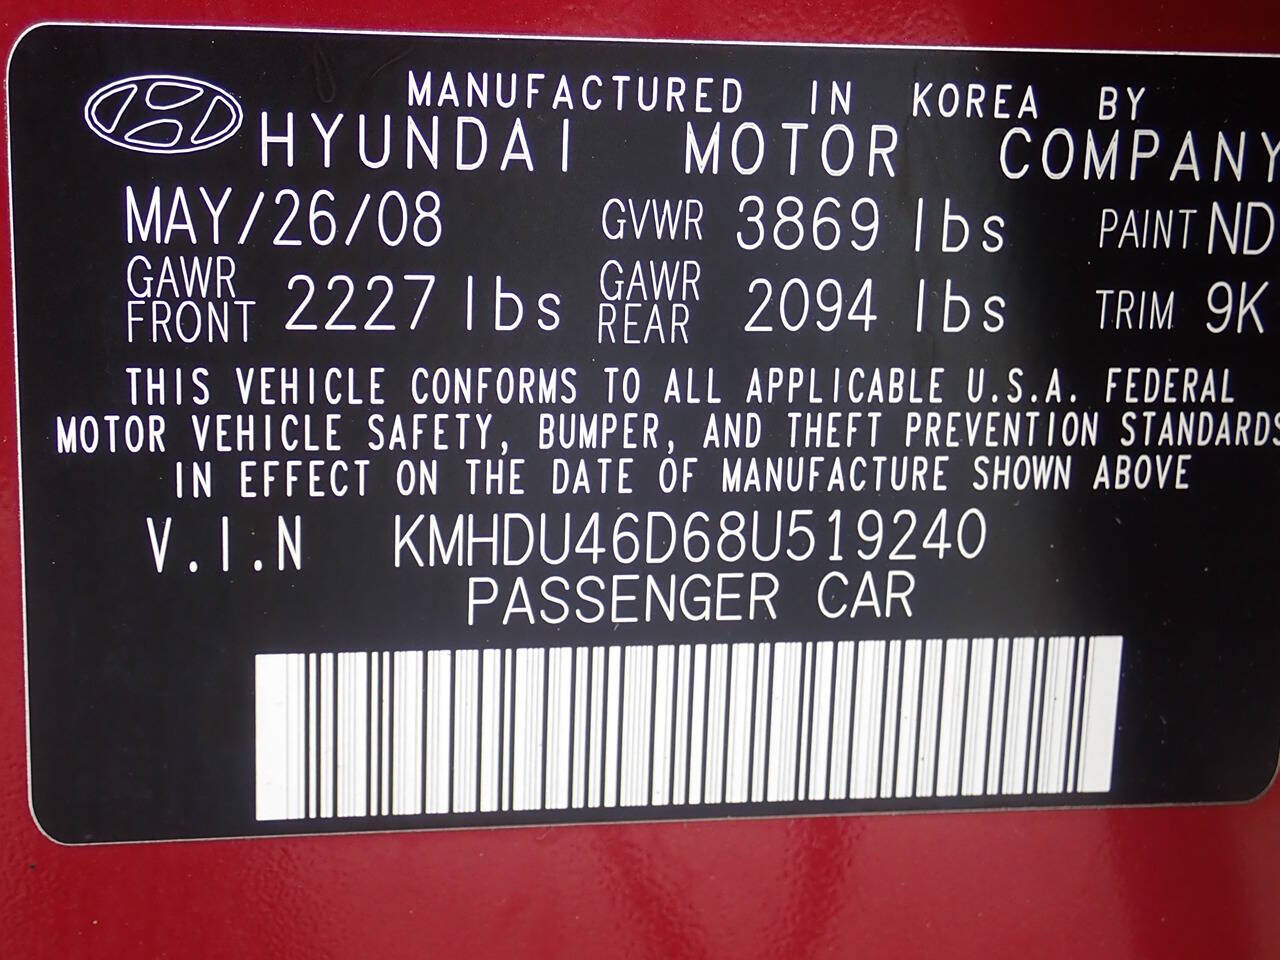 MANUFACTURED IN KOREA BY
HYUNDAI MOTOR COMPANY
MAY/26/08 GVWR 3869 lbs PAINT ND
GAWR FRONT 2227 lbs GAWR REAR 2094 lbs TRIM 9K
THIS VEHICLE CONFORMS TO ALL APPLICABLE U.S.A. FEDERAL
MOTOR VEHICLE SAFETY, BUMPER, AND THEFT PREVENTION STANDARDS
IN EFFECT ON THE DATE OF MANUFACTURE SHOWN ABOVE
V.I.N KMHDU46D68U519240
PASSENGER CAR